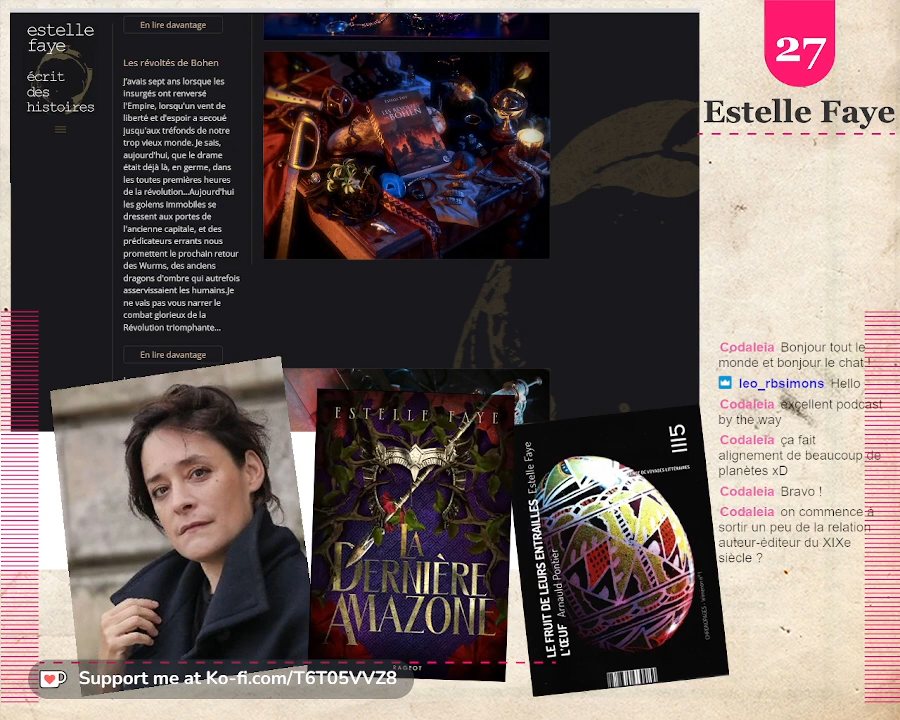 27
Estelle Faye
estelle
faye
écrit
des
histoires
En lire davantage
Les révoltés de Bohen
J'avais sept ans lorsque les
insurgés ont renversé
l'Empire, lorsqu'un vent de
liberté et d'espoir a secoué
jusqu'aux tréfonds de notre
trop vieux monde. Je sais,
aujourd'hui, que le drame
était déjà là, en germe, dans
les toutes premières heures
de la révolution...Aujourd'hui
les golems immobiles se
dressent aux portes de
l'ancienne capitale, et des
prédicateurs errants nous
promettent le prochain retour
des Wurms, des anciens
dragons d'ombre qui autrefois
asservissaient les humains.Je
ne vais pas vous narrer le
combat glorieux de la
Révolution triomphante...
En lire davantage
Codaleia Bonjour tout le
monde et bonjour le chat !
leo_rbsimons Hello
Codaleia excellent podcast
by the way
Codaleia ça fait
alignement de beaucoup de
planètes xD
Codaleia Bravo !
Codaleia on commence à
sortir un peu de la relation
auteur-éditeur du XIXe
siècle ?
ESTELLE FAYE
LA
DERNIÈRE
AMAZONE
RAGEOT
LE FRUIT DE LEURS ENTRAILLES Estelle Faye
L'ŒUF Arnauld Pontier
DE VOYAGES LITTÉRAIRES
Support me at Ko-fi.com/T6T05VVZ8